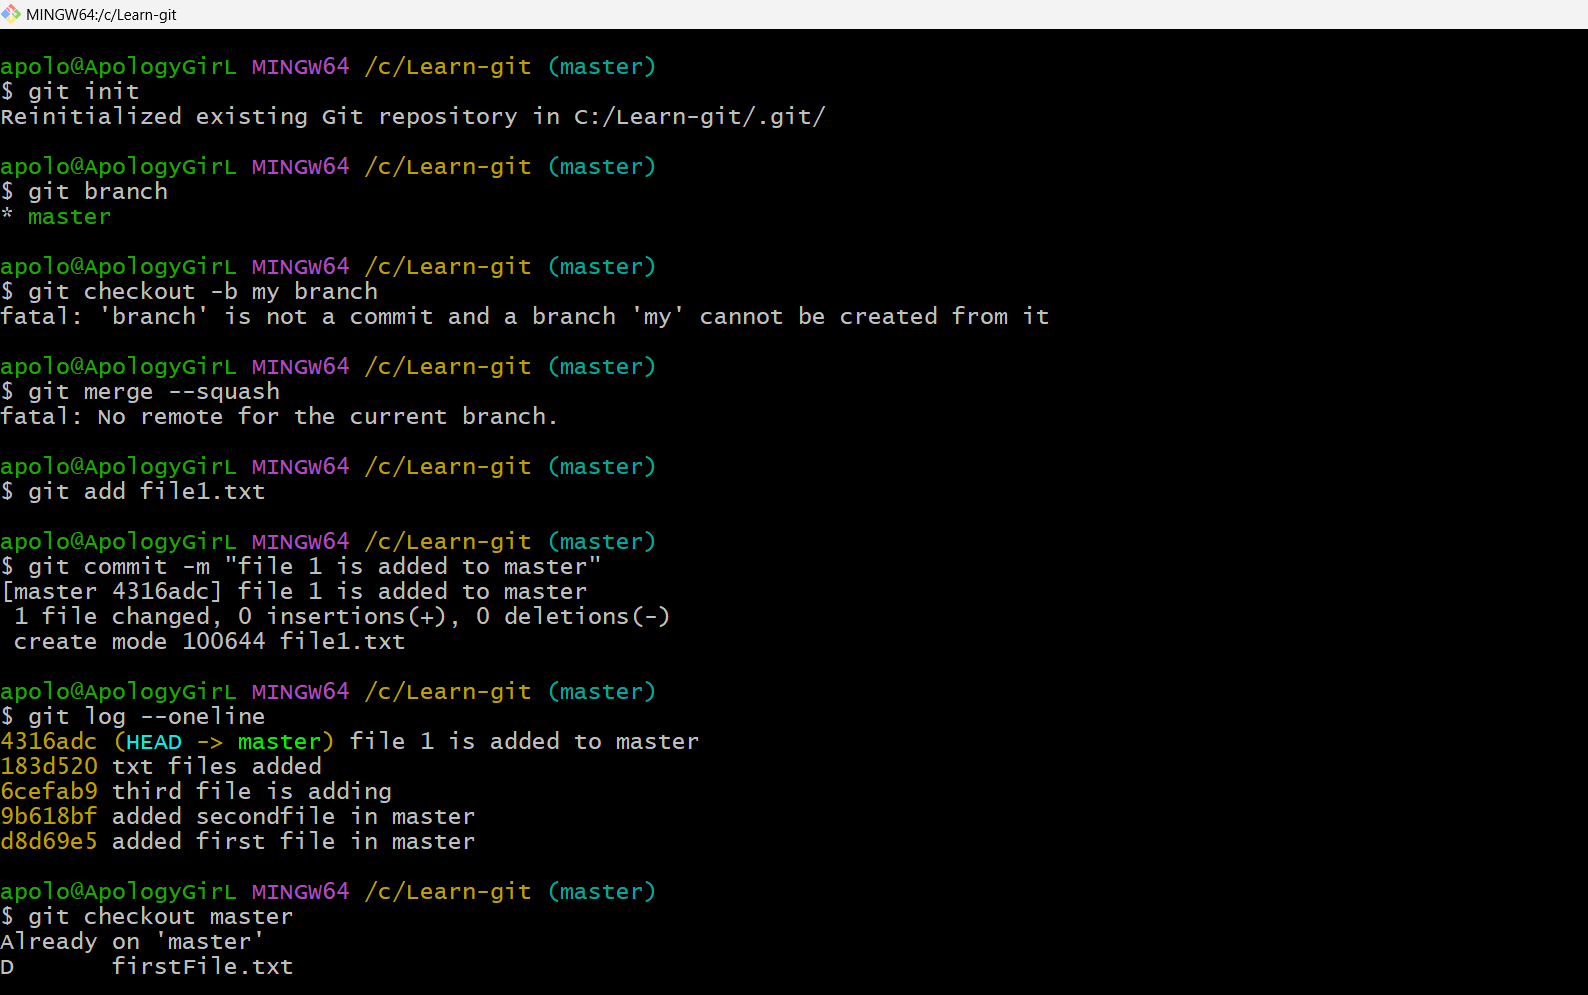 MINGW64:/c/Learn-git
apolo@ApologyGirL MINGW64 /c/Learn-git (master)
$ git init
Reinitialized existing Git repository in C:/Learn-git/.git/
apolo@ApologyGirL MINGW64 /c/Learn-git (master)
$ git branch
* master
apolo@ApologyGirL MINGW64 /c/Learn-git (master)
$ git checkout -b my branch
fatal: 'branch' is not a commit and a branch 'my' cannot be created from it
apolo@ApologyGirL MINGW64 /c/Learn-git (master)
$ git merge --squash
fatal: No remote for the current branch.
apolo@ApologyGirL MINGW64 /c/Learn-git (master)
$ git add file1.txt
apolo@ApologyGirL MINGW64 /c/Learn-git (master)
$ git commit -m "file 1 is added to master"
[master 4316adc] file 1 is added to master
 1 file changed, 0 insertions(+), 0 deletions(-)
 create mode 100644 file1.txt
apolo@ApologyGirL MINGW64 /c/Learn-git (master)
$ git log --oneline
4316adc (HEAD -> master) file 1 is added to master
183d520 txt files added
6cefab9 third file is adding
9b618bf added secondfile in master
d8d69e5 added first file in master
apolo@ApologyGirL MINGW64 /c/Learn-git (master)
$ git checkout master
Already on 'master'
D       firstFile.txt